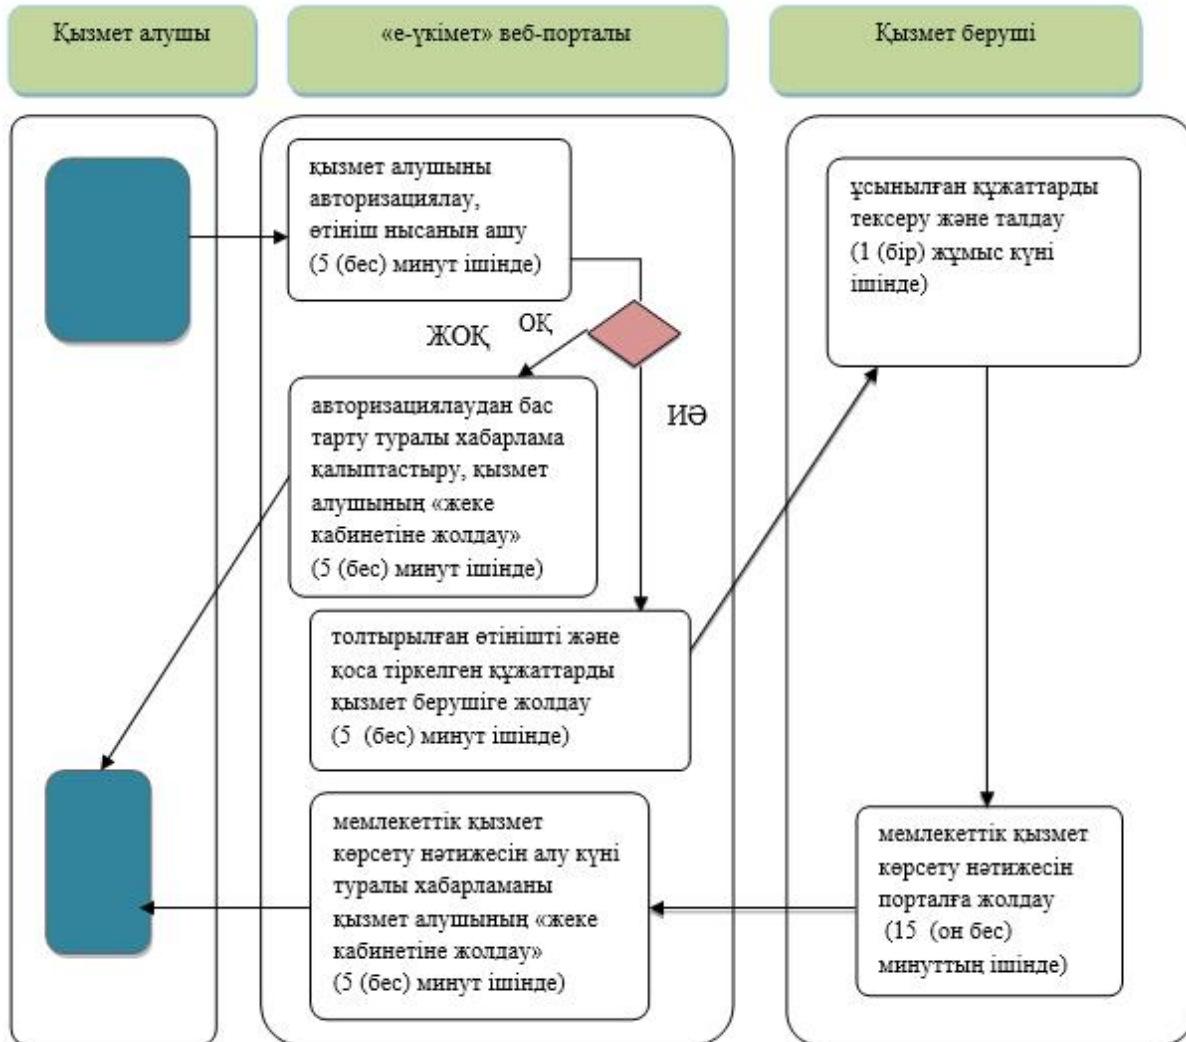 Қызмет алушы
«е-үкімет» веб-порталы
Қызмет беруші
қызмет алушыны
авторизациялау,
өтініш нысанын ашу
(5 (бес) минут ішінде)
ЖОҚ
ОҚ
ИӘ
авторизациялаудан бас
тарту туралы хабарлама
қалыптастыру, қызмет
алушының «жеке
кабинетіне жолдау»
(5 (бес) минут ішінде)
толтырылған өтінішті және
қоса тіркелген құжаттарды
қызмет берушіге жолдау
(5 (бес) минут ішінде)
мемлекеттік қызмет
көрсету нәтижесін алу күні
туралы хабарламаны
қызмет алушының «жеке
кабинетіне жолдау»
(5 (бес) минут ішінде)
ұсынылған құжаттарды
тексеру және талдау
(1 (бір) жұмыс күні
ішінде)
мемлекеттік қызмет
көрсету нәтижесін
порталға жолдау
(15 (он бес)
минуттың ішінде)